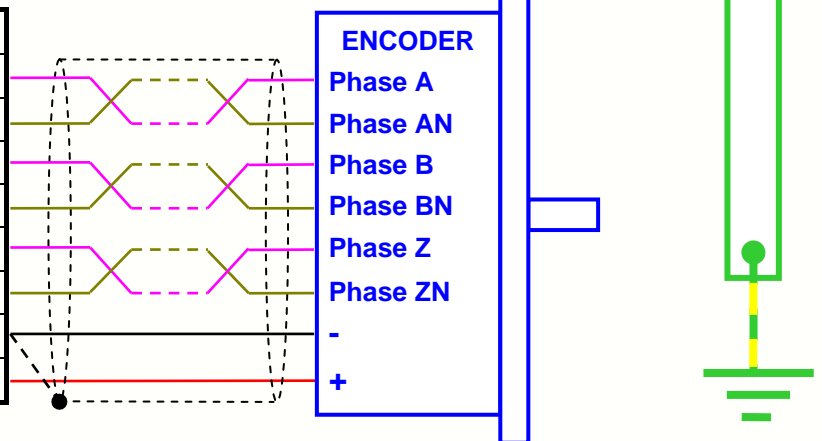 ENCODER
Phase A
Phase AN
Phase B
Phase BN
Phase Z
Phase ZN
-
+